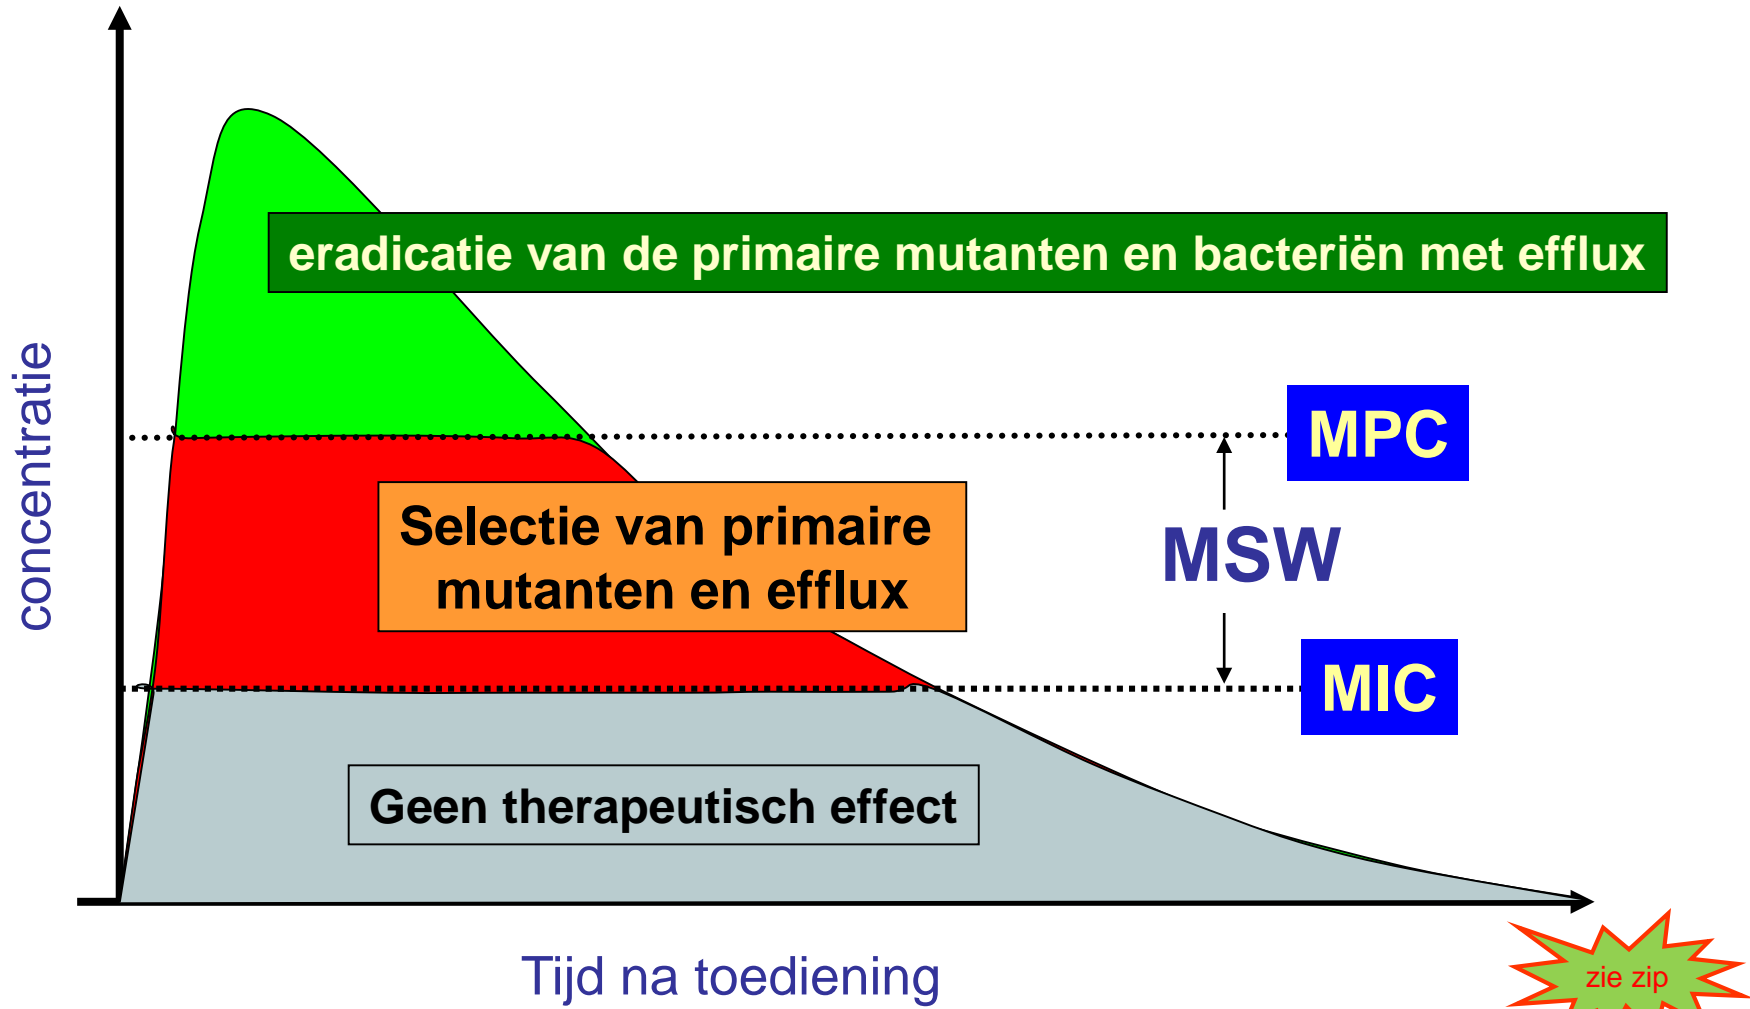 eradicatie van de primaire mutanten en bacteriën met efflux
concentratie
MPC
Selectie van primaire
mutanten en efflux
MSW
MIC
Geen therapeutisch effect
Tijd na toediening
zie zip